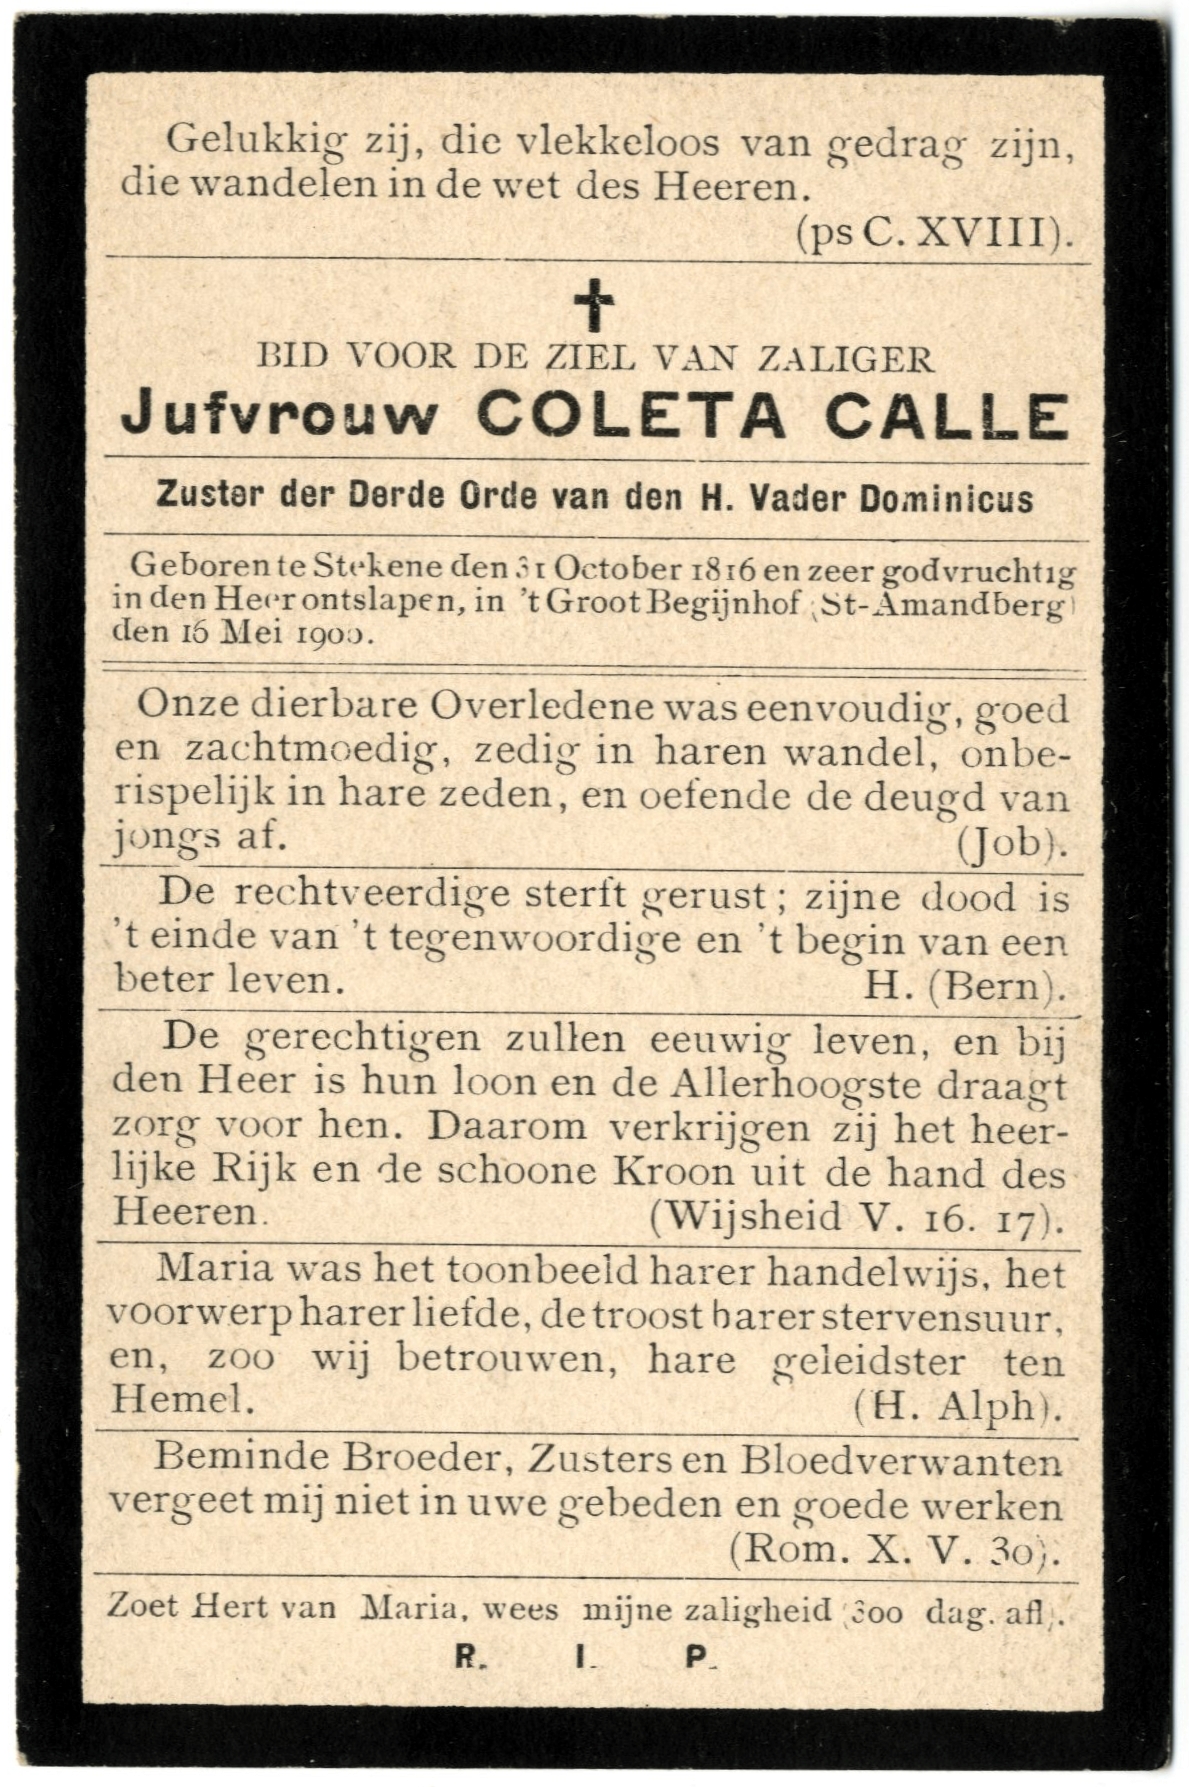 Gelukkig zij, die vlekkeloos van gedrag zijn,
die wandelen in de wet des Heeren.
(ps C. XVIII).
BID VOOR DE ZIEL VAN ZALIGER
Jufvrouw COLETA CALLE
Zuster der Derde Orde van den H. Vader Dominicus
Geboren te Stekene den 31 October 1816 en zeer godvruchtig
in den Heer ontslapen, in 't Groot Begijnhof (St-Amandberg)
den 16 Mei 1900.
Onze dierbare Overledene was eenvoudig, goed
en zachtmoedig, zedig in haren wandel, onbe-
rispelijk in hare zeden, en oefende de deugd van
jongs af. (Job).
De rechtveerdige sterft gerust; zijne dood is
't einde van 't tegenwoordige en 't begin van een
beter leven. H. (Bern).
De gerechtigen zullen eeuwig leven, en bij
den Heer is hun loon en de Allerhoogste draagt
zorg voor hen. Daarom verkrijgen zij het heer-
lijke Rijk en de schoone Kroon uit de hand des
Heeren. (Wijsheid V. 16. 17).
Maria was het toonbeeld harer handelwijs, het
voorwerp harer liefde, de troost harer stervensuur,
en, zoo wij betrouwen, hare geleidster ten
Hemel. (H. Alph).
Beminde Broeder, Zusters en Bloedverwanten
vergeet mij niet in uwe gebeden en goede werken
(Rom. X. V. 30).
Zoet Hert van Maria, wees mijne zaligheid (300 dag. afl).
R. I. P.